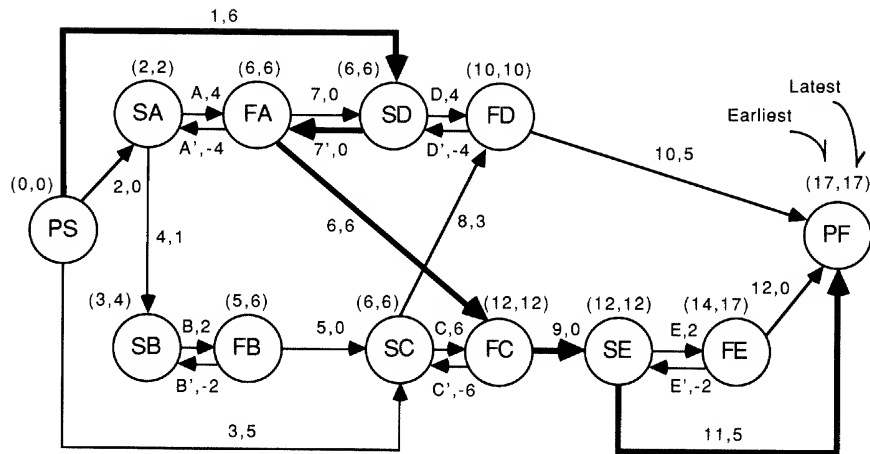 1,6
(2,2)
(6,6)
(6,6)
(10,10)
Latest
Earliest
SA
A,4
A',-4
FA
7,0
7',0
SD
D,4
D',-4
FD
10,5
(0,0)
2,0
(17,17)
PS
4,1
6,6
8,3
PF
(3,4)
(5,6)
(6,6)
(12,12)
(12,12)
(14,17)
12,0
SB
B,2
B',-2
FB
5,0
SC
C,6
C',-6
FC
9,0
SE
E,2
E',-2
FE
3,5
11,5